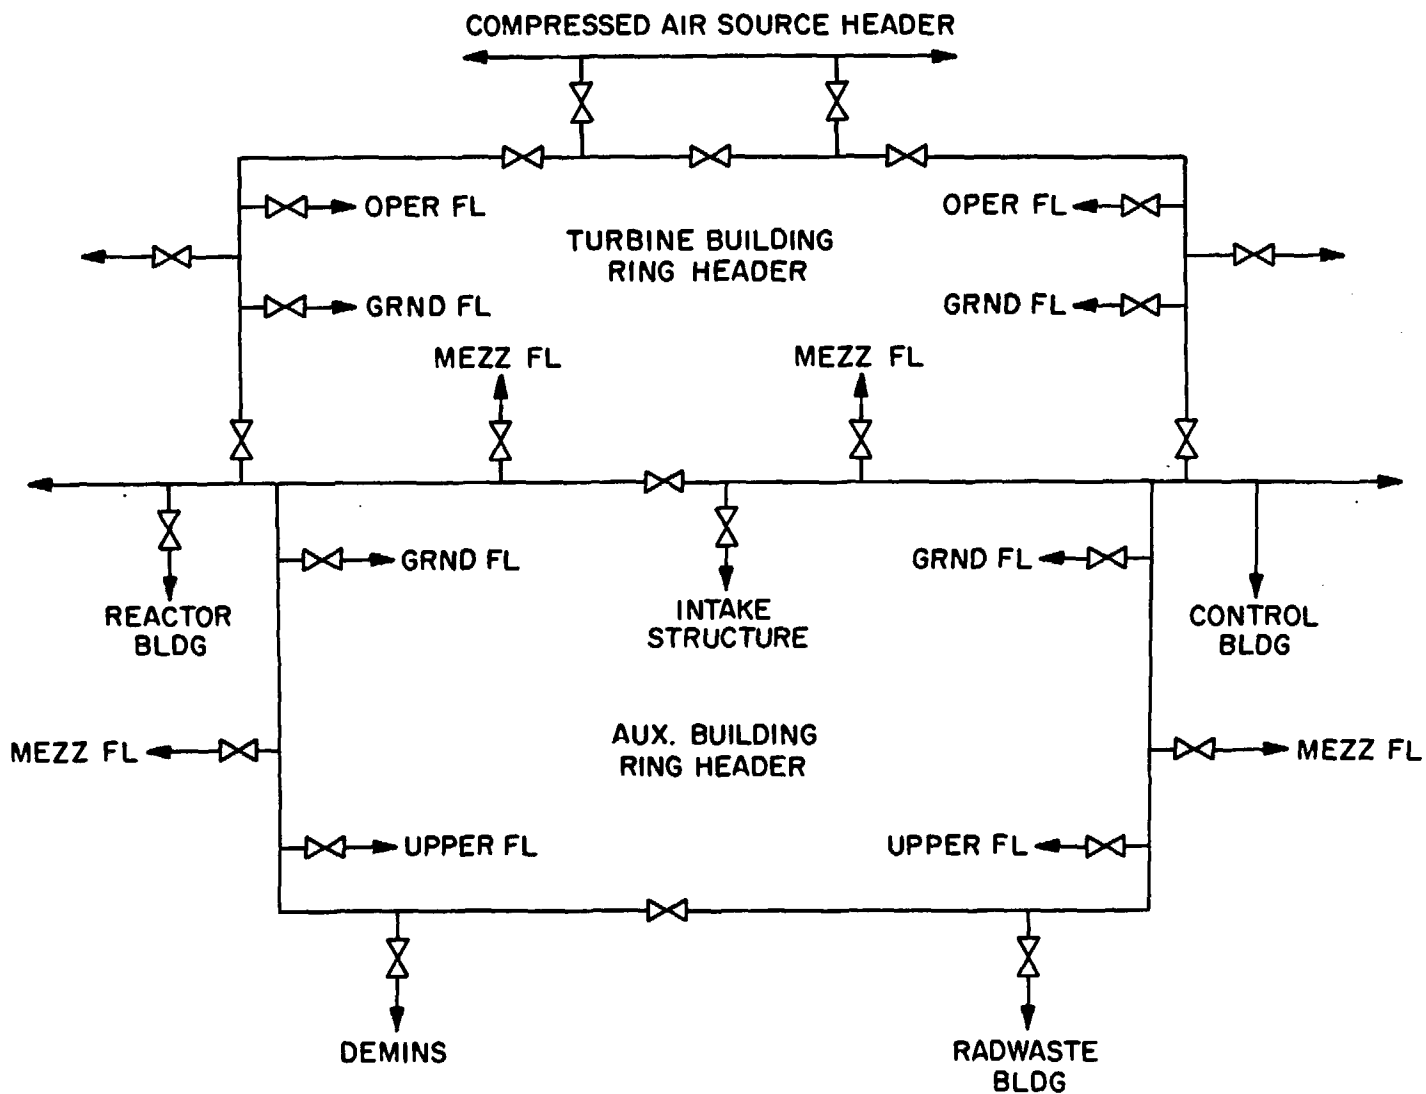 COMPRESSED AIR SOURCE HEADER
OPER FL
OPER FL
TURBINE BUILDING
RING HEADER
GRND FL
GRND FL
MEZZ FL
MEZZ FL
GRND FL
GRND FL
REACTOR
BLDG
INTAKE
STRUCTURE
CONTROL
BLDG
MEZZ FL
AUX. BUILDING
RING HEADER
MEZZ FL
UPPER FL
UPPER FL
DEMINS
RADWASTE
BLDG